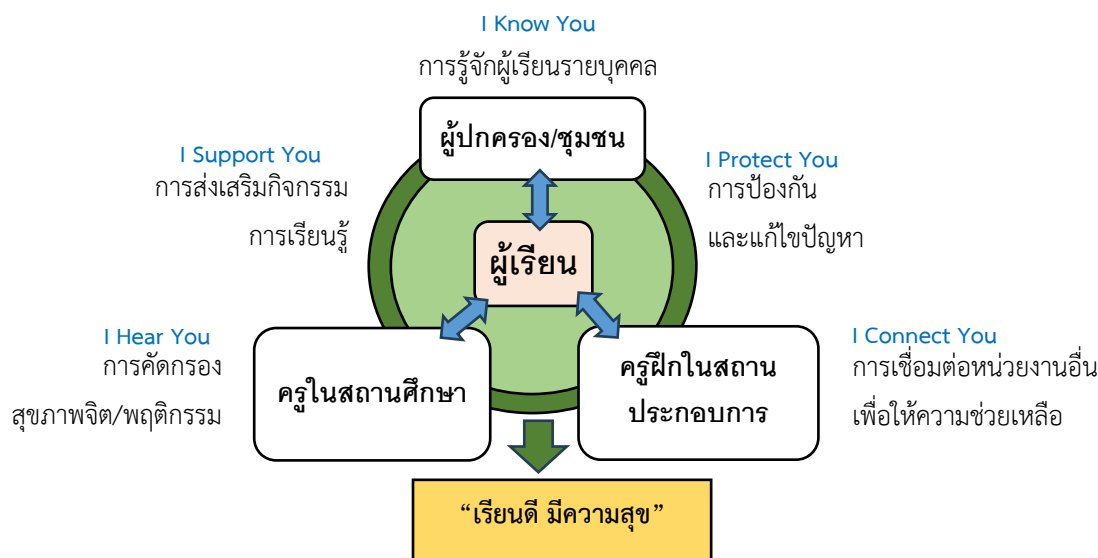 I Know You
การรู้จักผู้เรียนรายบุคคล
ผู้ปกครอง/ชุมชน
I Support You
การส่งเสริมกิจกรรม
การเรียนรู้
I Protect You
การป้องกัน
และแก้ไขปัญหา
ผู้เรียน
I Hear You
การคัดกรอง
สุขภาพจิต/พฤติกรรม
ครูในสถานศึกษา
ครูฝึกในสถาน
ประกอบการ
I Connect You
การเชื่อมต่อหน่วยงานอื่น
เพื่อให้ความช่วยเหลือ
“เรียนดี มีความสุข”